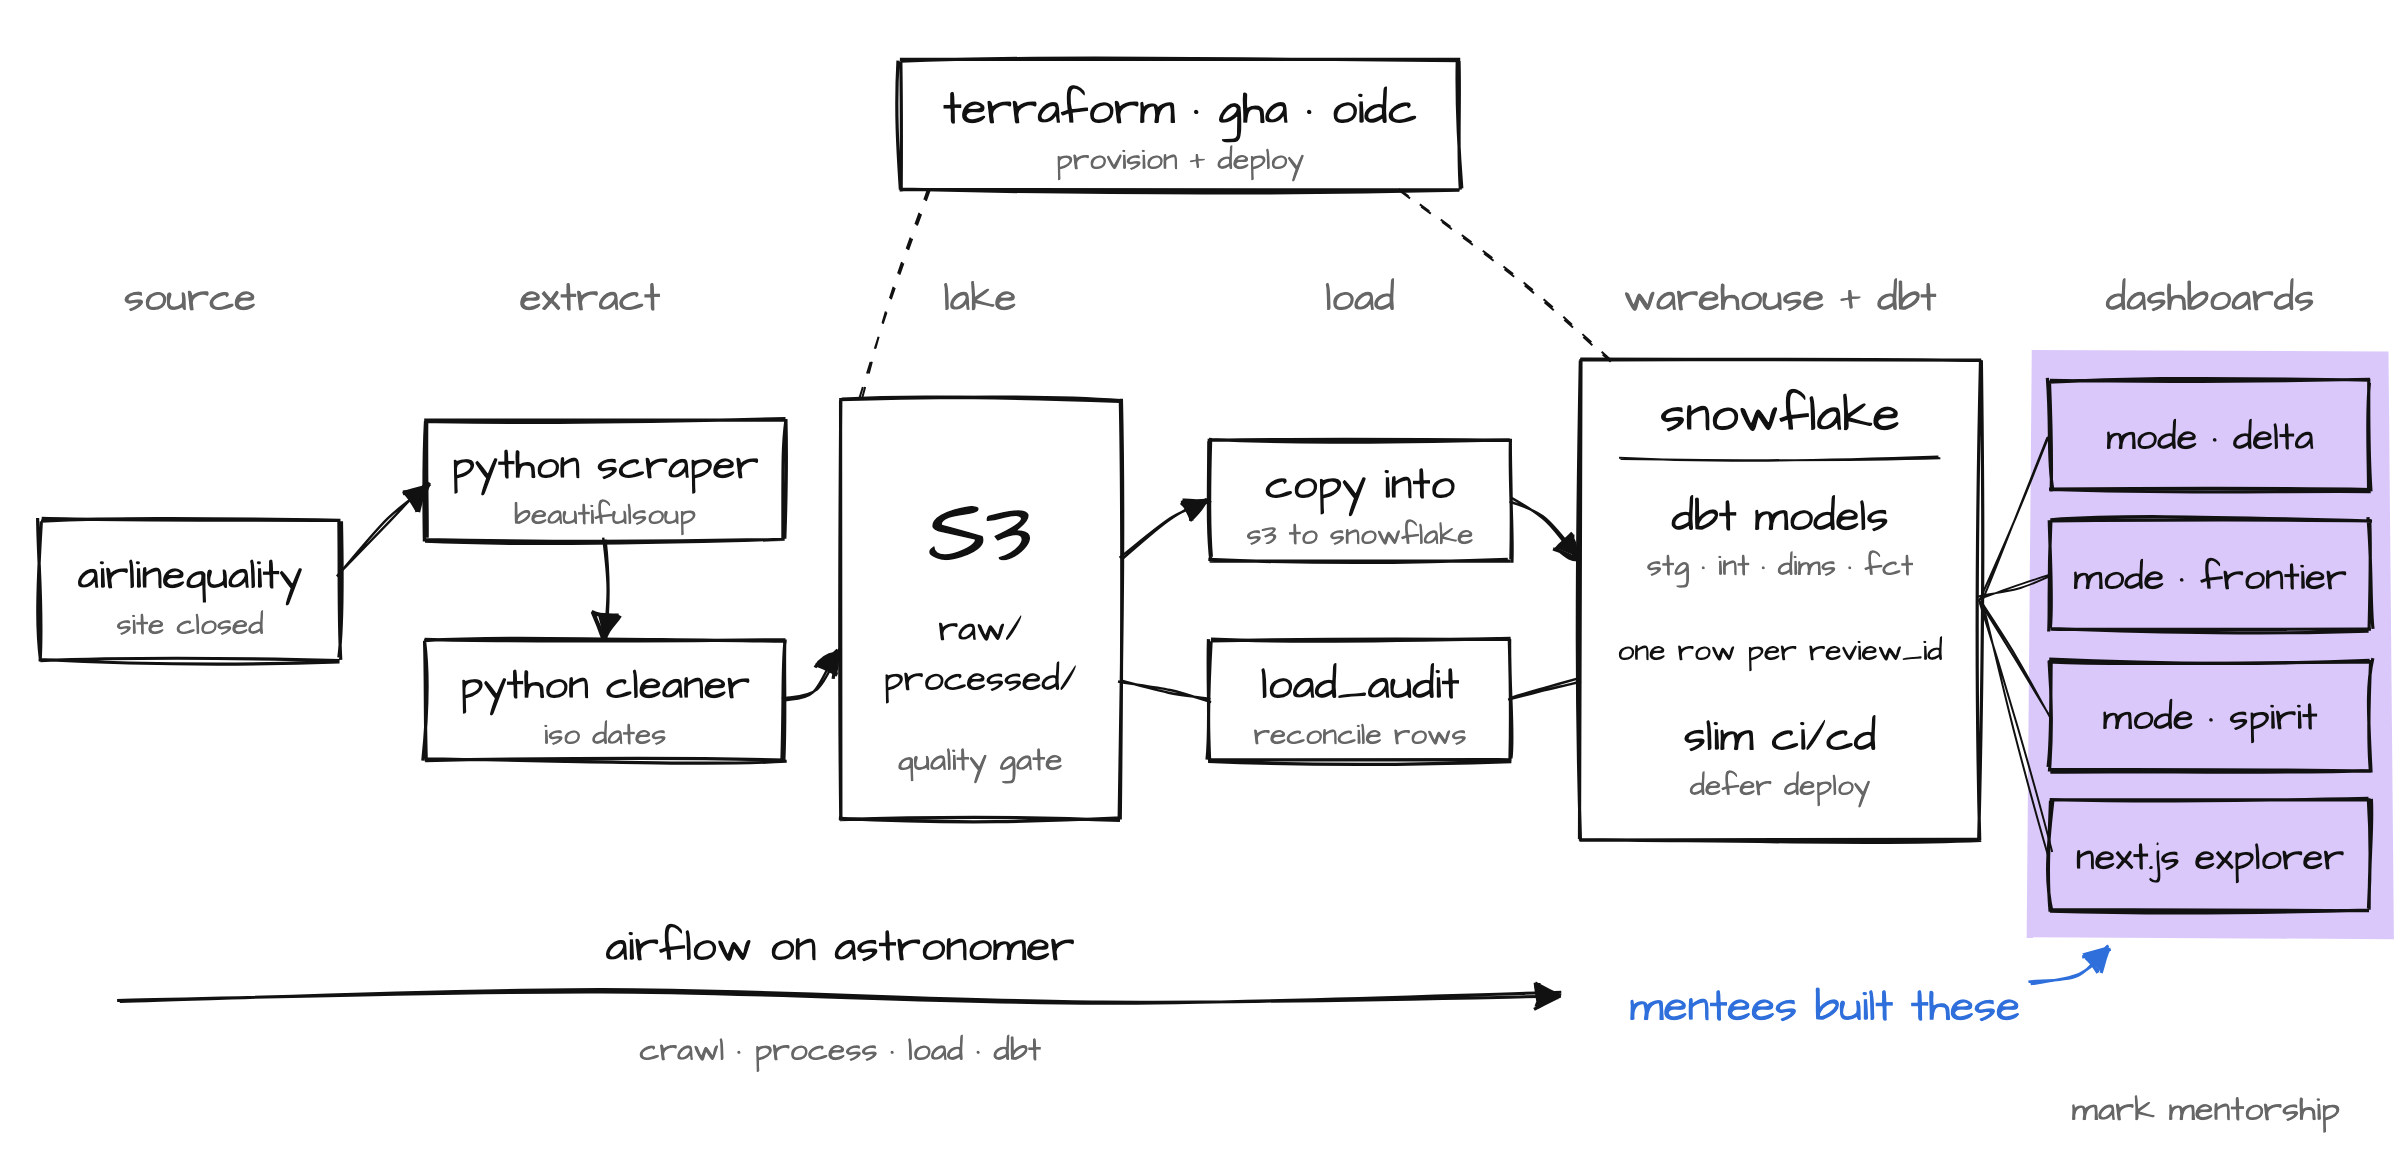 terraform · gha · oidc
provision + deploy
source
extract
lake
load
warehouse + dbt
dashboards
airlinequality
site closed
python scraper
beautifulsoup
python cleaner
iso dates
S3
raw/
processed/
quality gate
copy into
s3 to snowflake
load_audit
reconcile rows
snowflake
dbt models
stg · int · dims · fct
one row per review_id
slim ci/cd
defer deploy
mode · delta
mode · frontier
mode · spirit
next.js explorer
airflow on astronomer
crawl · process · load · dbt
mentees built these
mark mentorship